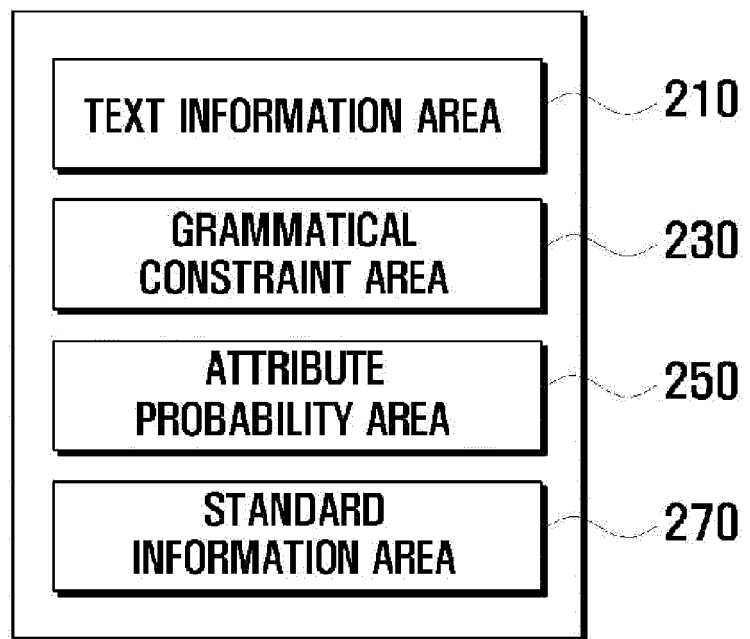 TEXT INFORMATION AREA
210
GRAMMATICAL
CONSTRAINT AREA
230
ATTRIBUTE
PROBABILITY AREA
250
STANDARD
INFORMATION AREA
270